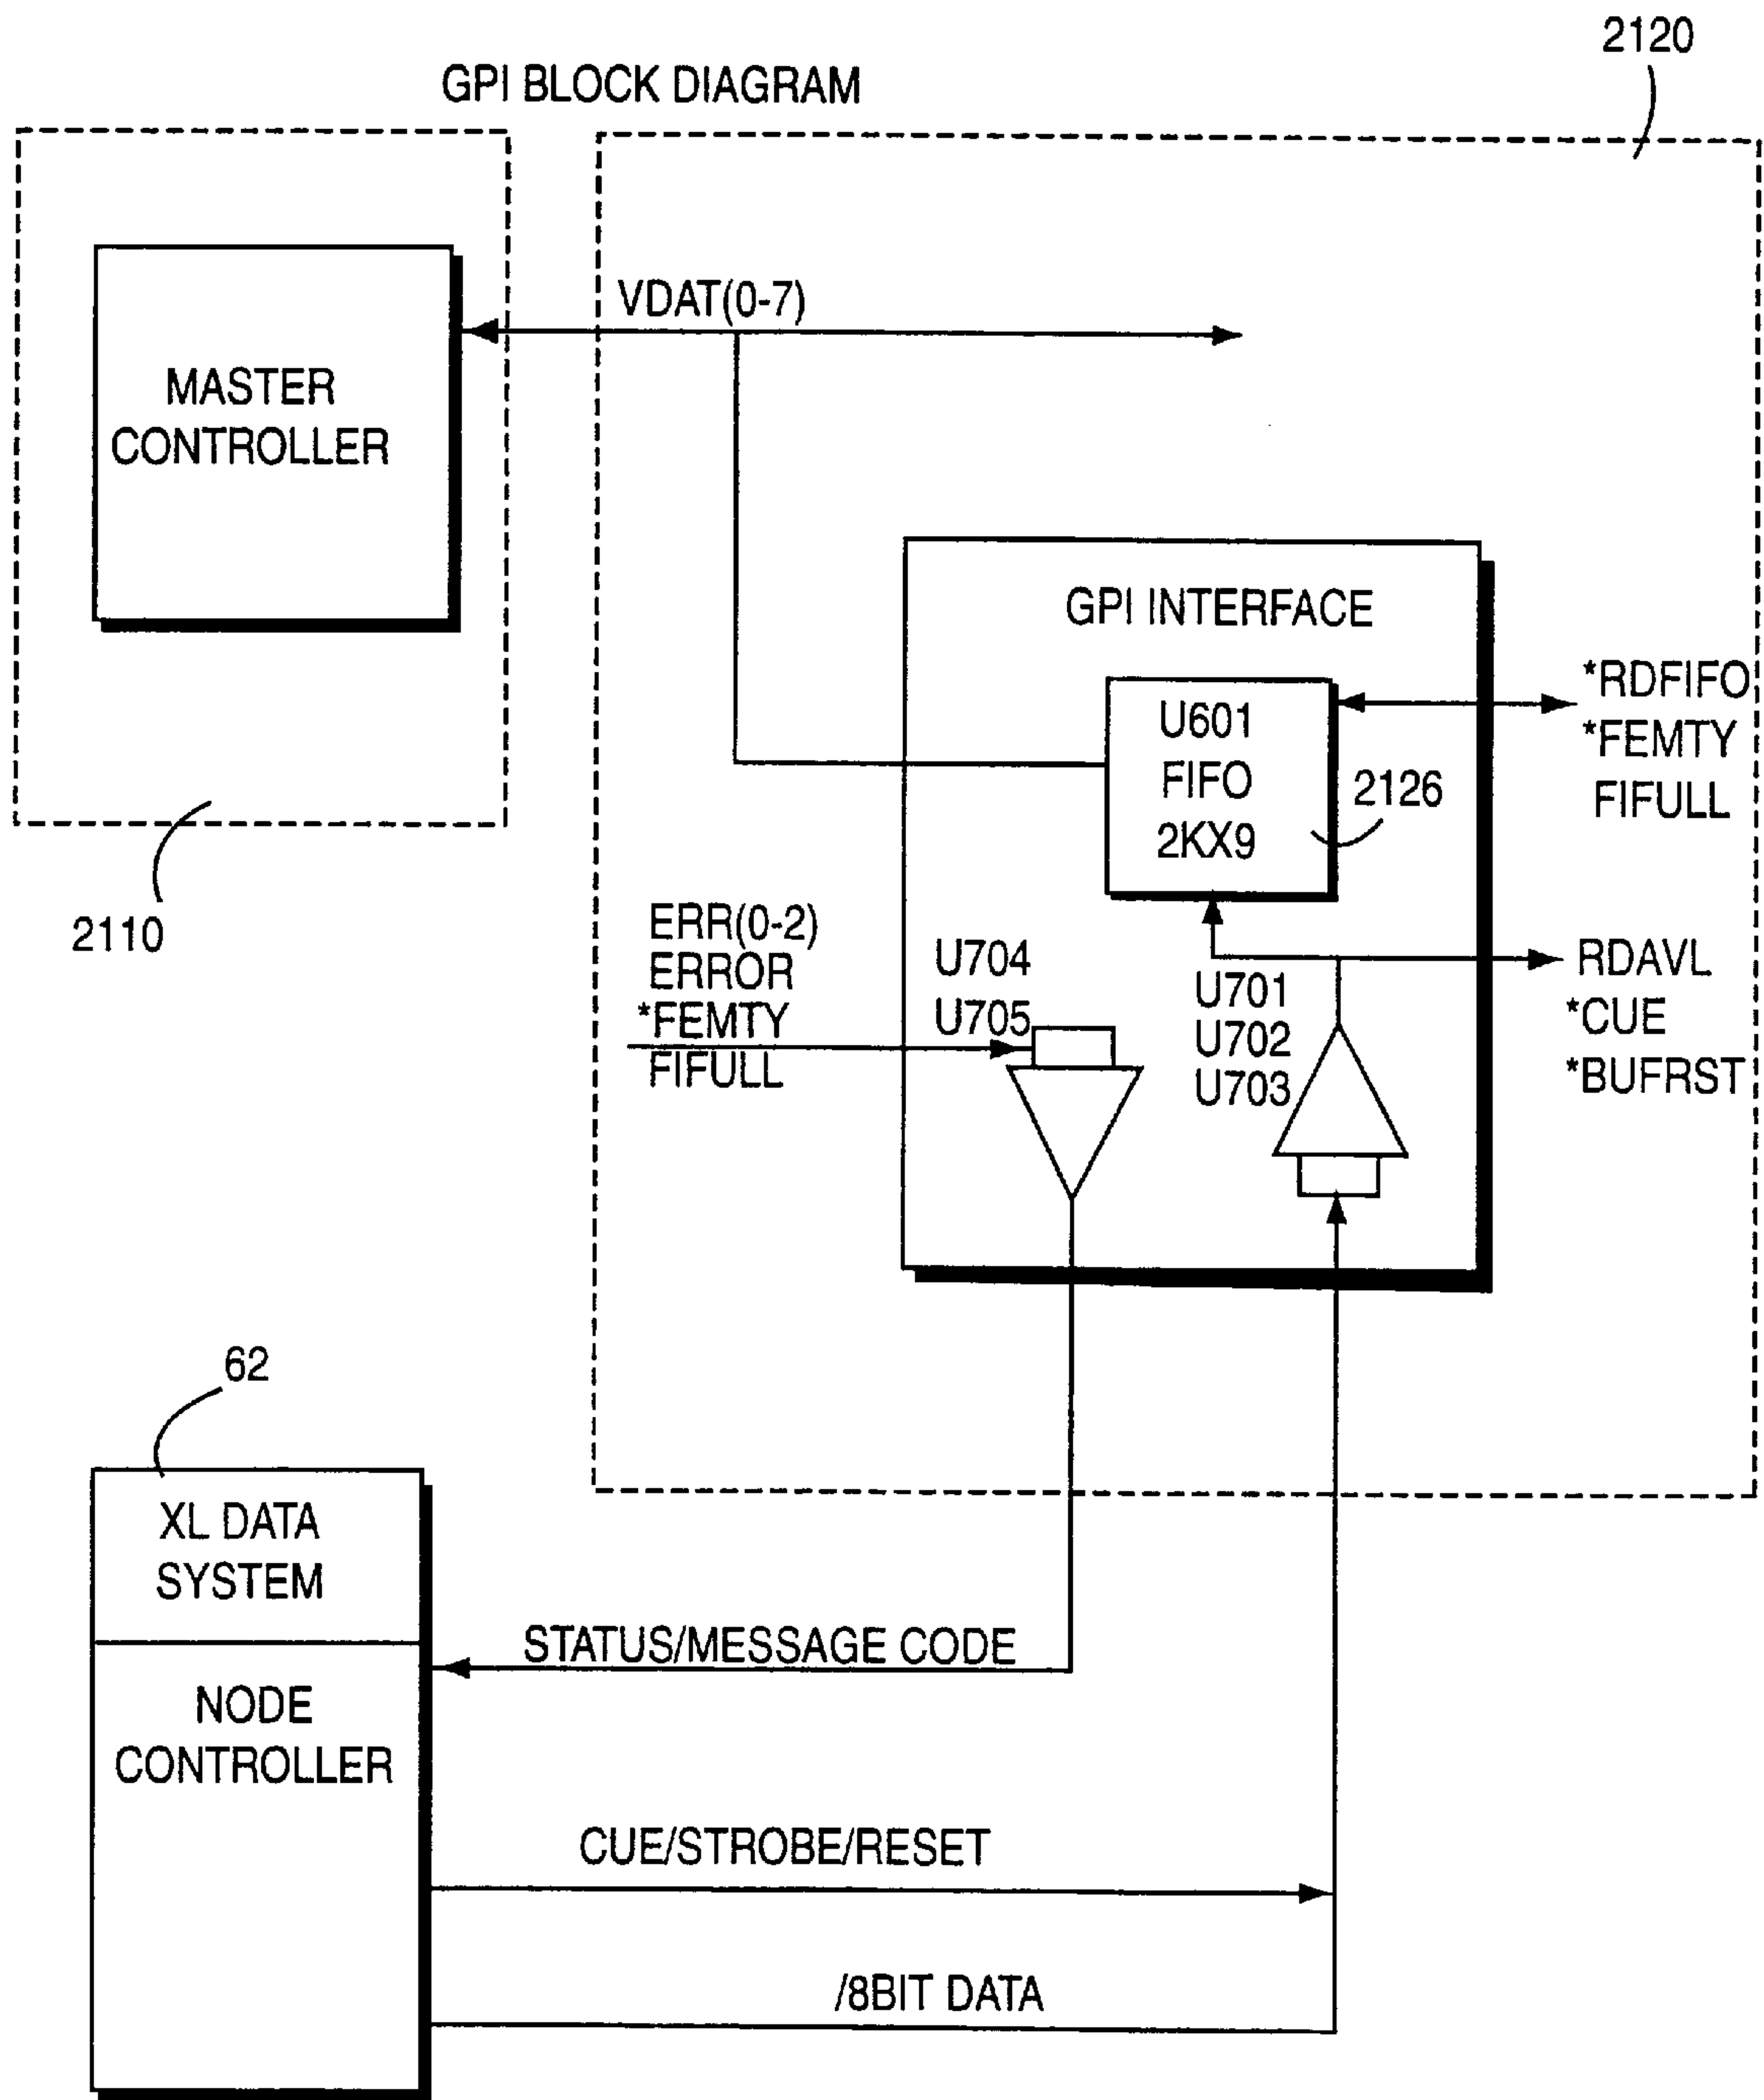 2120
GPI BLOCK DIAGRAM
VDAT(0-7)
MASTER
CONTROLLER
2110
GPI INTERFACE
U601
FIFO
2KX9
2126
*RDFIFO
*FEMTY
FIFULL
ERR(0-2)
ERROR
*FEMTY
FIFULL
U704
U705
U701
U702
U703
RDAVL
*CUE
*BUFRST
62
XL DATA
SYSTEM
NODE
CONTROLLER
STATUS/MESSAGE CODE
CUE/STROBE/RESET
/8BIT DATA